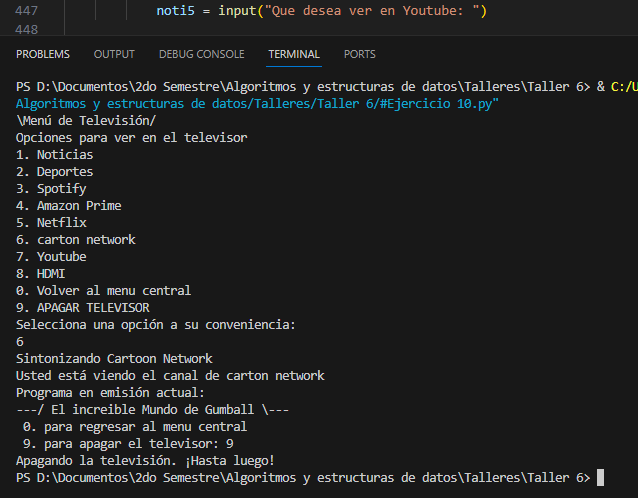 447 noti5 = input("Que desea ver en Youtube: ")
448
PROBLEMS OUTPUT DEBUG CONSOLE TERMINAL PORTS
PS D:\Documentos\2do Semestre\Algoritmos y estructuras de datos\Talleres\Taller 6> & C:/U
Algoritmos y estructuras de datos/Talleres/Taller 6/#Ejercicio 10.py"
\Menú de Televisión/
Opciones para ver en el televisor
1. Noticias
2. Deportes
3. Spotify
4. Amazon Prime
5. Netflix
6. carton network
7. Youtube
8. HDMI
0. Volver al menu central
9. APAGAR TELEVISOR
Selecciona una opción a su conveniencia:
6
Sintonizando Cartoon Network
Usted está viendo el canal de carton network
Programa en emisión actual:
---/ El increible Mundo de Gumball \---
0. para regresar al menu central
9. para apagar el televisor: 9
Apagando la televisión. ¡Hasta luego!
PS D:\Documentos\2do Semestre\Algoritmos y estructuras de datos\Talleres\Taller 6>